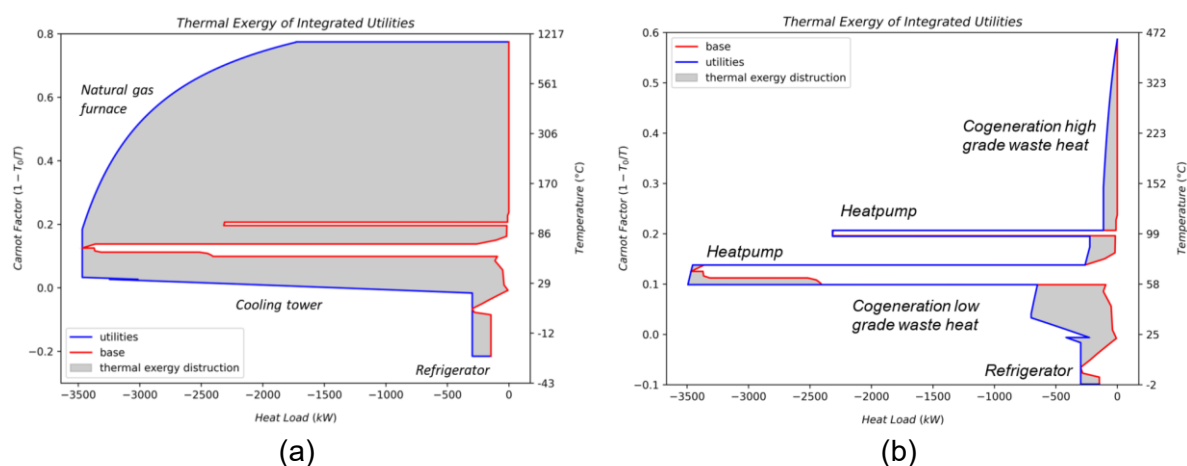 Thermal Exergy of Integrated Utilities
Natural gas
furnace
Cooling tower
Refrigerator
utilities
base
thermal exergy distruction
Carnot Factor (1 − T₀/T)
0.8
0.6
0.4
0.2
0.0
−0.2
Temperature (°C)
1217
561
306
170
86
29
-12
-43
−3500
−3000
−2500
−2000
−1500
−1000
−500
0
Heat Load (kW)
(a)
Thermal Exergy of Integrated Utilities
base
utilities
thermal exergy distruction
Cogeneration high
grade waste heat
Heatpump
Heatpump
Cogeneration low
grade waste heat
Refrigerator
Carnot Factor (1 − T₀/T)
0.6
0.5
0.4
0.3
0.2
0.1
0.0
−0.1
Temperature (°C)
472
323
223
152
99
58
25
-2
−3500
−3000
−2500
−2000
−1500
−1000
−500
0
Heat Load (kW)
(b)